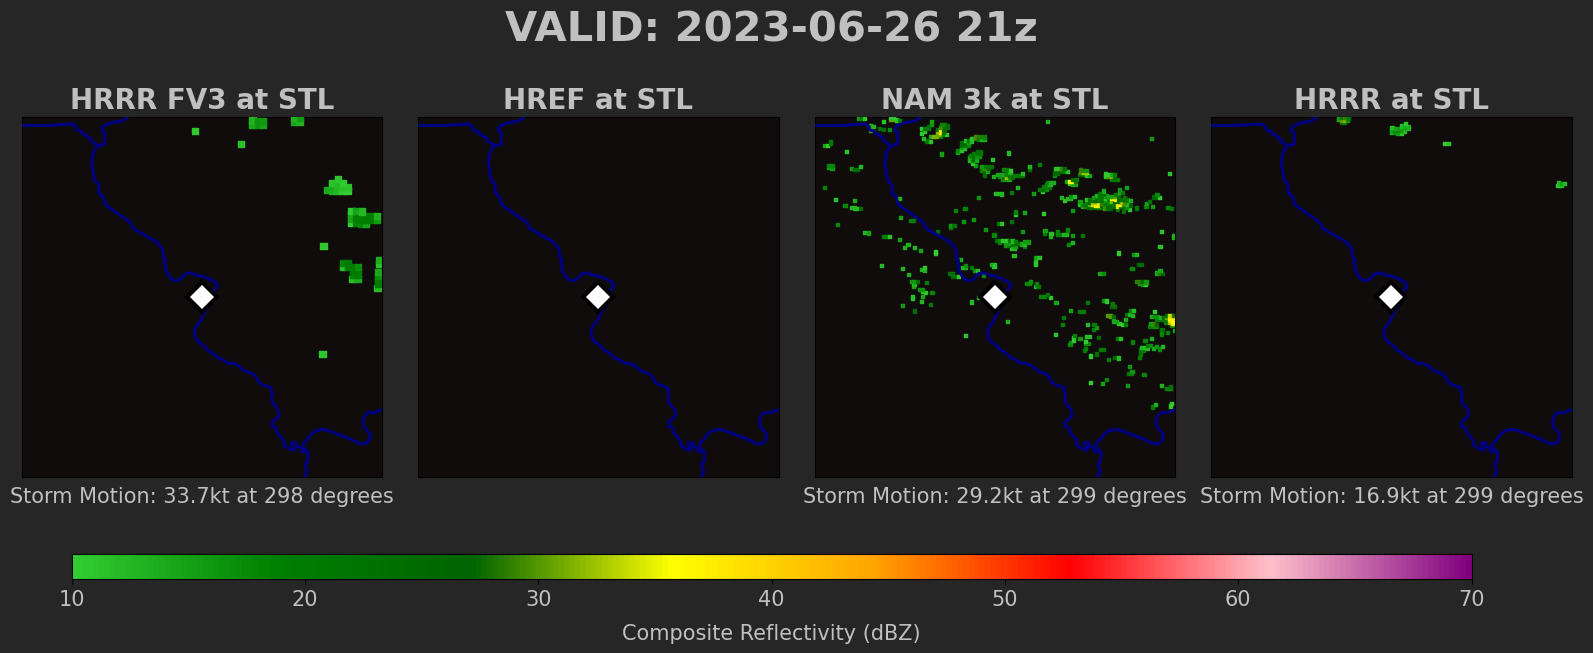 VALID: 2023-06-26 21z
HRRR FV3 at STL
HREF at STL
NAM 3k at STL
HRRR at STL
Storm Motion: 33.7kt at 298 degrees
Storm Motion: 29.2kt at 299 degrees
Storm Motion: 16.9kt at 299 degrees
10 20 30 40 50 60 70
Composite Reflectivity (dBZ)